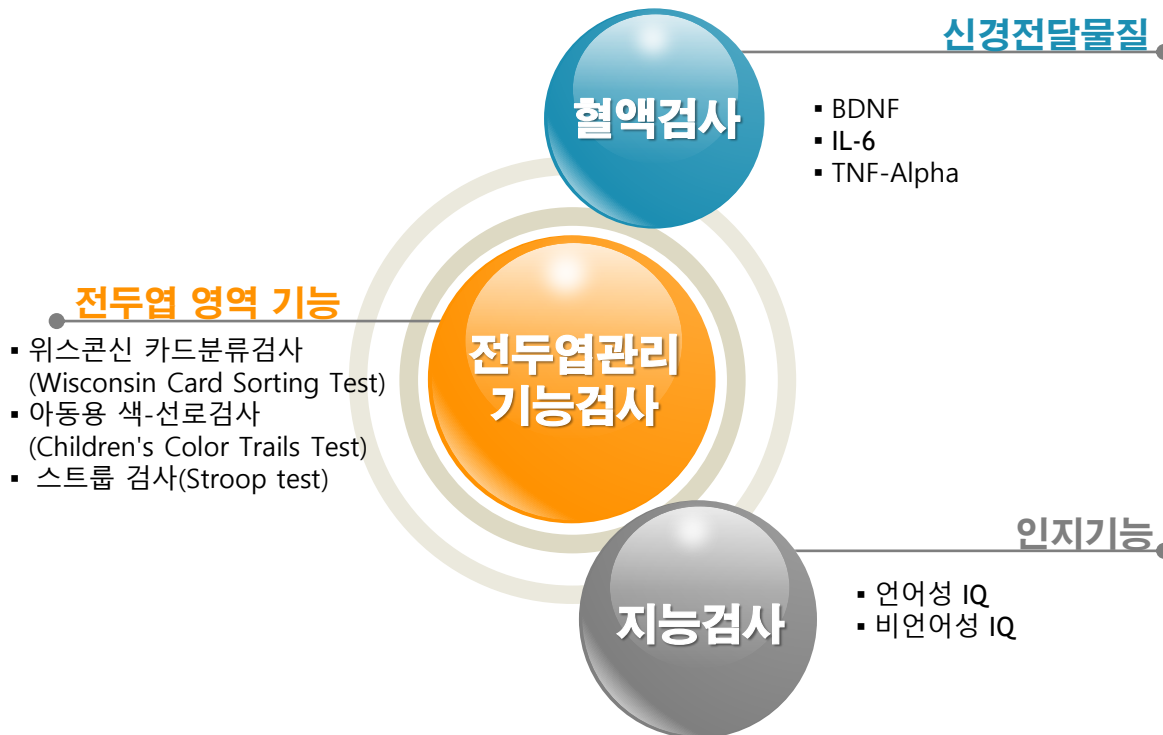 신경전달물질
혈액검사
▪ BDNF
▪ IL-6
▪ TNF-Alpha
전두엽 영역 기능
▪ 위스콘신 카드분류검사
(Wisconsin Card Sorting Test)
▪ 아동용 색-선로검사
(Children's Color Trails Test)
▪ 스트룹 검사(Stroop test)
전두엽관리
기능검사
인지기능
지능검사
▪ 언어성 IQ
▪ 비언어성 IQ